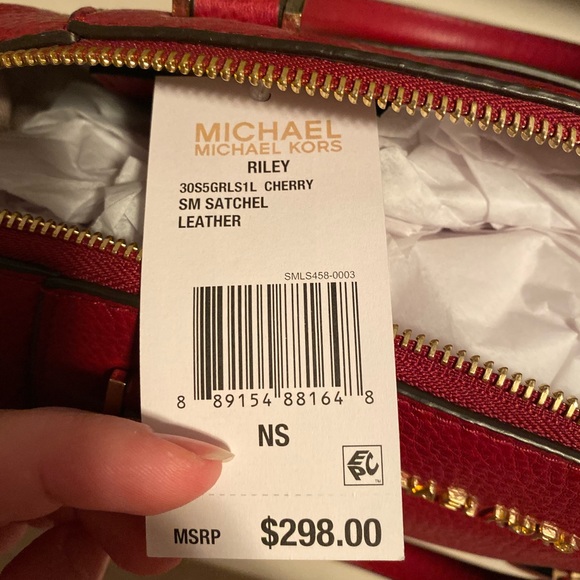 MICHAEL
MICHAEL KORS
RILEY
30S5GRLS1L CHERRY
SM SATCHEL
LEATHER
SMLS458-0003
8 89154 88164 8
NS
EPC
MSRP $298.00